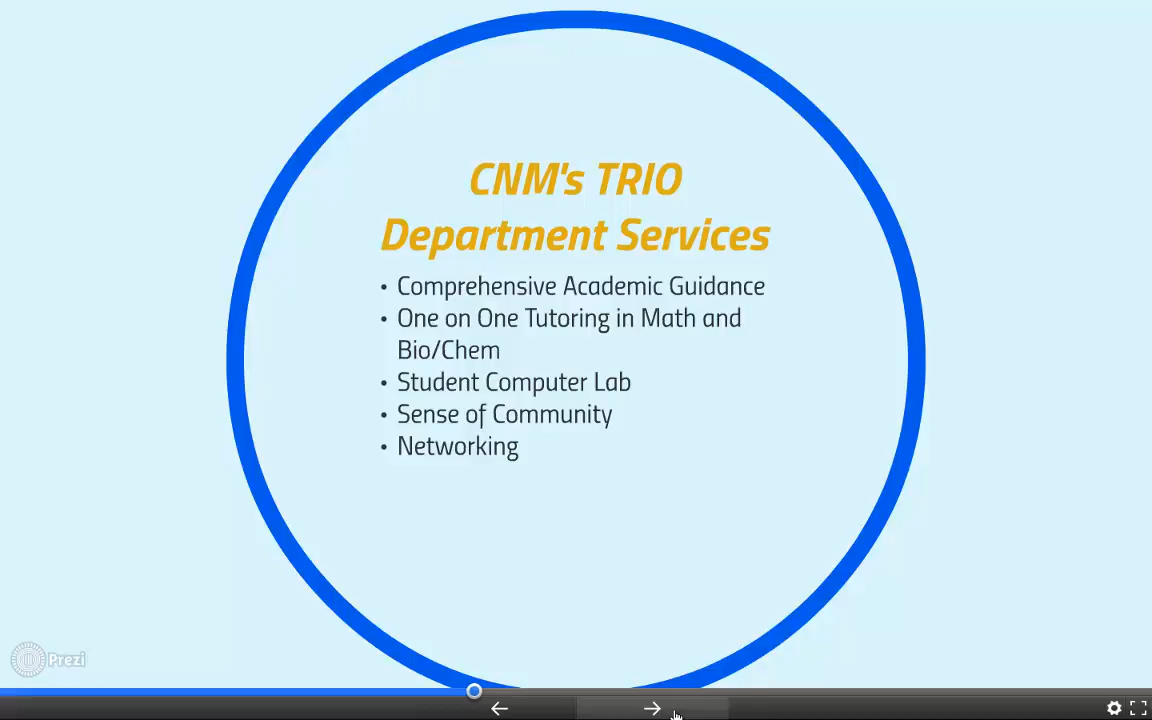 CNM's TRIO
Department Services
• Comprehensive Academic Guidance
• One on One Tutoring in Math and
Bio/Chem
• Student Computer Lab
• Sense of Community
• Networking
Prezi